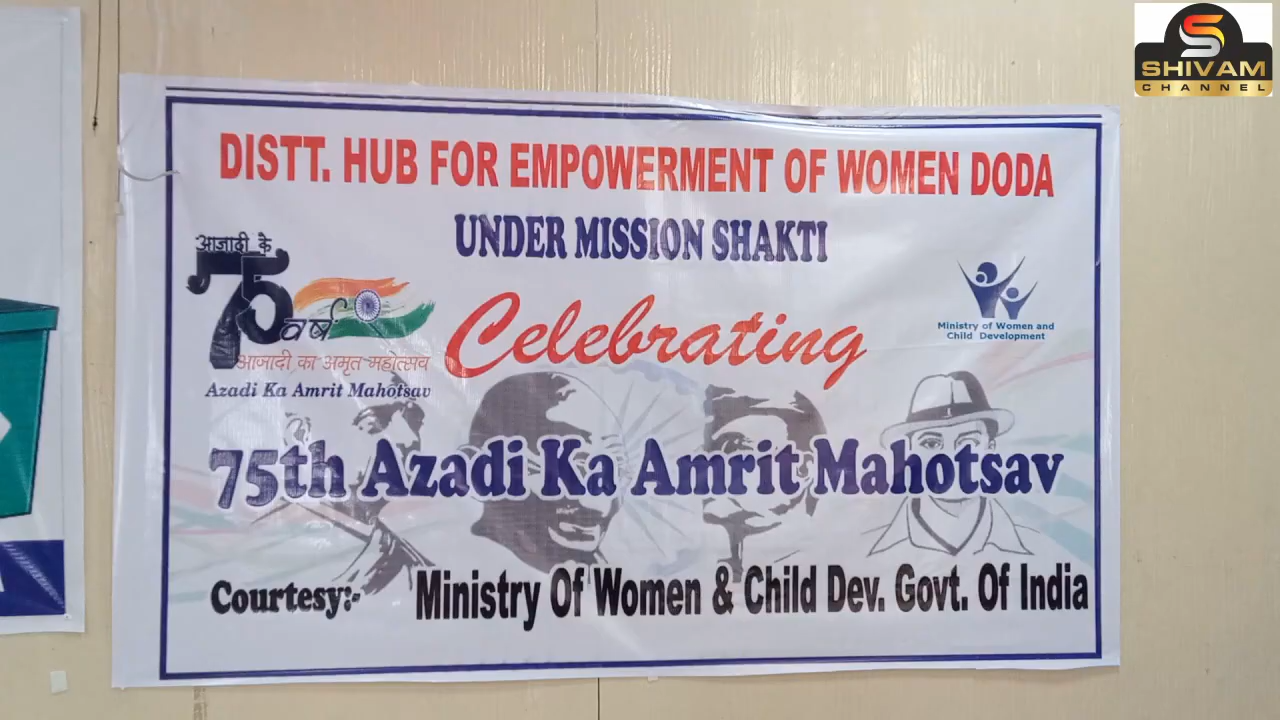 SHIVAM
CHANNEL
DISTT. HUB FOR EMPOWERMENT OF WOMEN DODA
UNDER MISSION SHAKTI
आज़ादी के
75 वर्ष
आज़ादी का अमृत महोत्सव
Azadi Ka Amrit Mahotsav
Celebrating
Ministry of Women and
Child Development
75th Azadi Ka Amrit Mahotsav
Courtesy:- Ministry Of Women & Child Dev. Govt. Of India